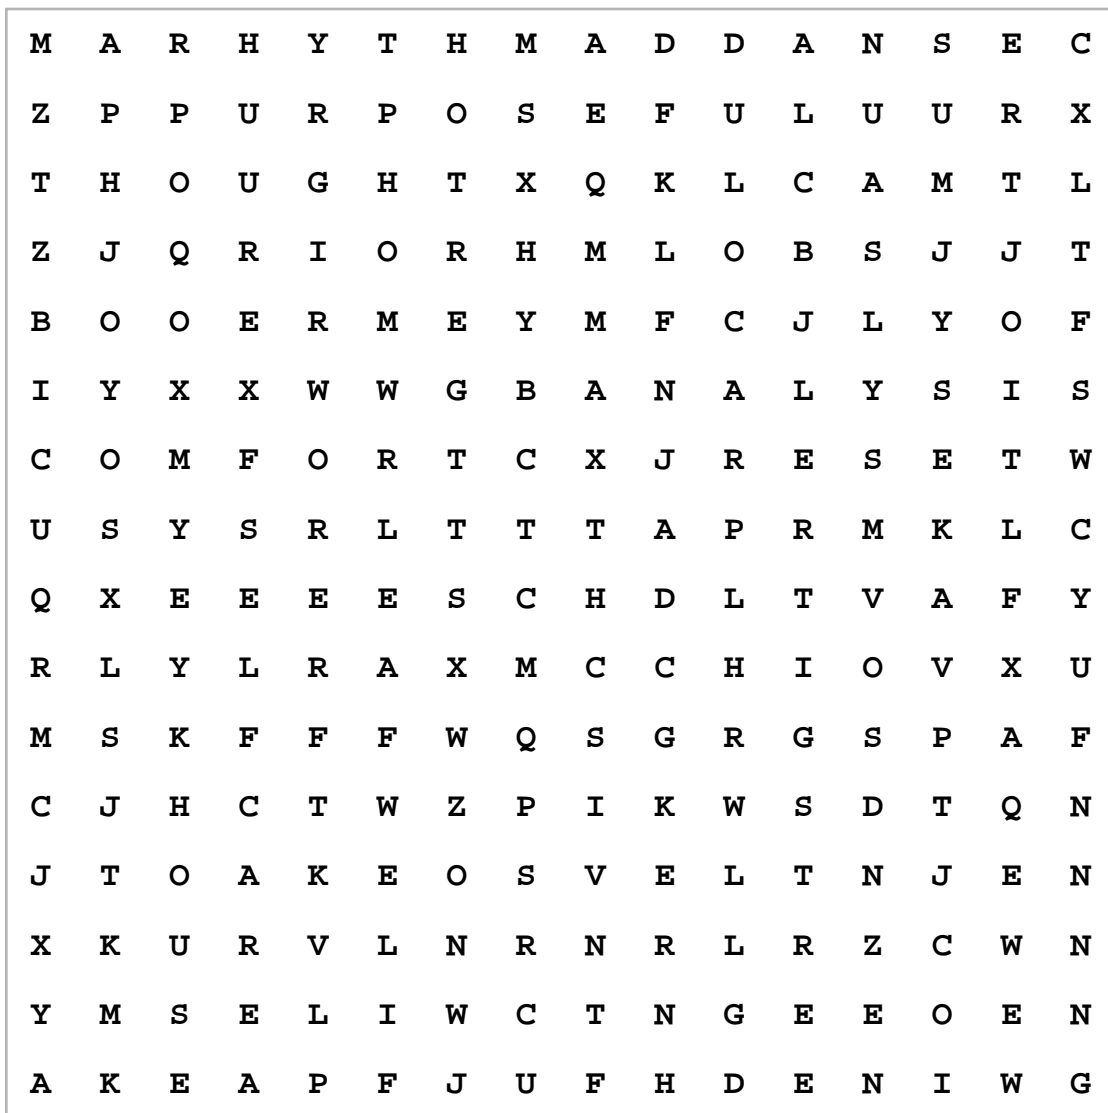 M A R H Y T H M A D D A N S E C
Z P P U R P O S E F U L U U R X
T H O U G H T X Q K L C A M T L
Z J Q R I O R H M L O B S J J T
B O O E R M E Y M F C J L Y O F
I Y X X W W G B A N A L Y S I S
C O M F O R T C X J R E S E T W
U S Y S R L T T T A P R M K L C
Q X E E E E S C H D L T V A F Y
R L Y L R A X M C C H I O V X U
M S K F F F W Q S G R G S P A F
C J H C T W Z P I K W S D T Q N
J T O A K E O S V E L T N J E N
X K U R V L N R N R L R Z C W N
Y M S E L I W C T N G E E O E N
A K E A P F J U F H D E N I W G